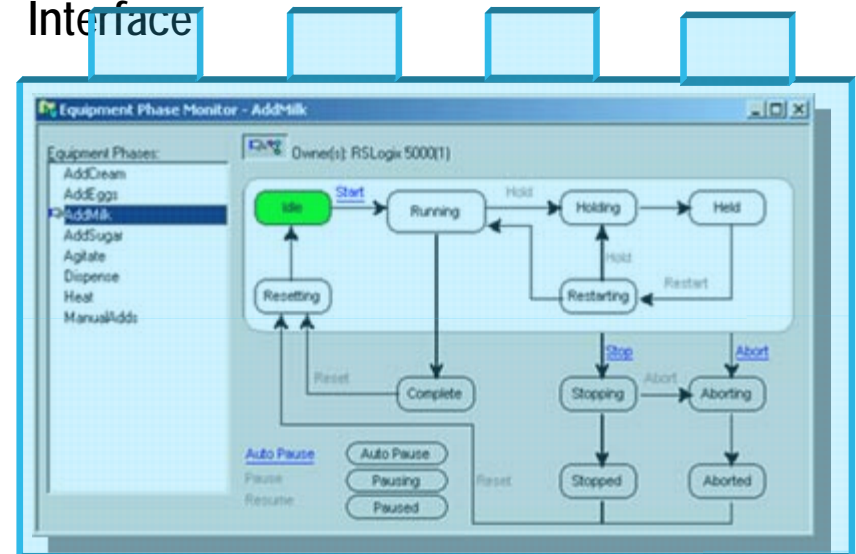 Interface
Equipment Phase Monitor - AddMilk
Equipment Phases:
Owner(s): RSLogix 5000(1)
AddCream
AddEggs
AddMilk
AddSugar
Agitate
Dispense
Heat
ManualAdds
Idle
Start
Running
Hold
Holding
Held
Hold
Resetting
Restarting
Restart
Stop
Abort
Reset
Complete
Stopping
Abort
Aborting
Auto Pause
Auto Pause
Pause
Pausing
Reset
Stopped
Aborted
Resume
Paused